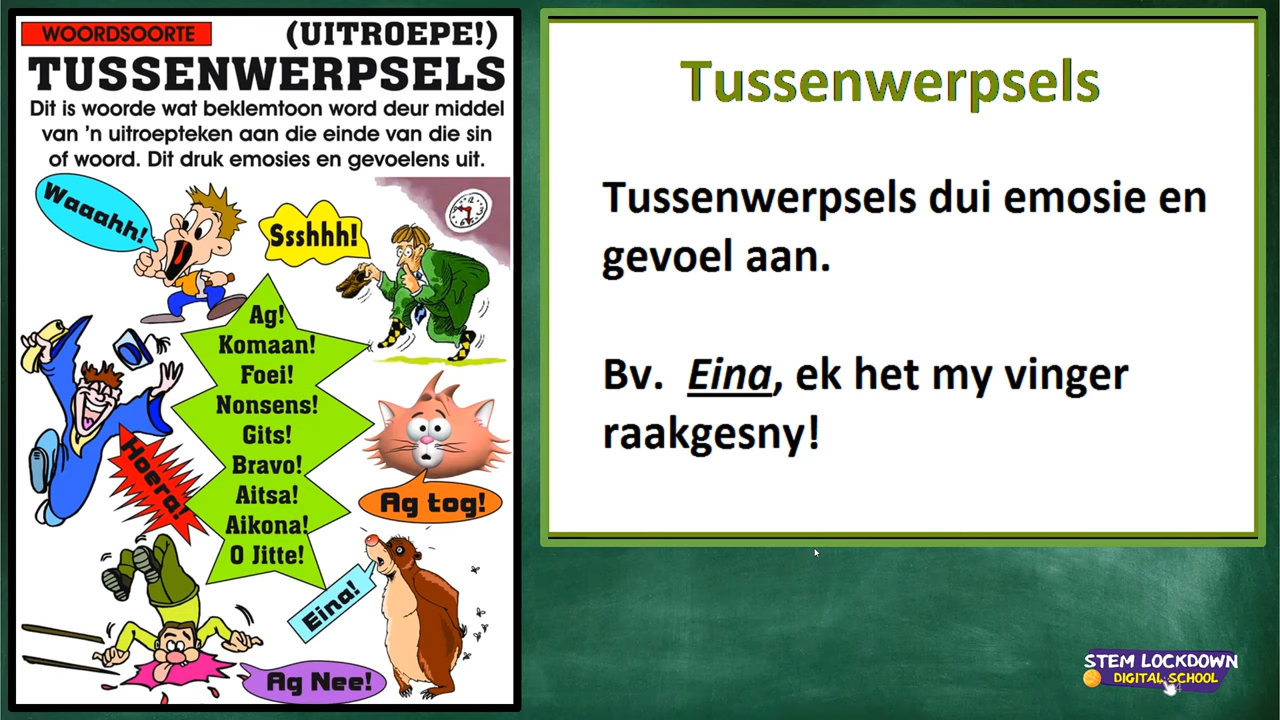 WOORDSOORTE
(UITROEPE!)
TUSSENWERPSELS
Dit is woorde wat beklemtoon word deur middel
van 'n uitroepteken aan die einde van die sin
of woord. Dit druk emosies en gevoelens uit.
Waaahh!
Ssshhh!
Ag!
Komaan!
Foei!
Nonsens!
Gits!
Bravo!
Aitsa!
Aikona!
O Jitte!
Hoera!
Ag tog!
Eina!
Ag Nee!
Tussenwerpsels
Tussenwerpsels dui emosie en
gevoel aan.
Bv. Eina, ek het my vinger
raakgesny!
STEM LOCKDOWN
DIGITAL SCHOOL